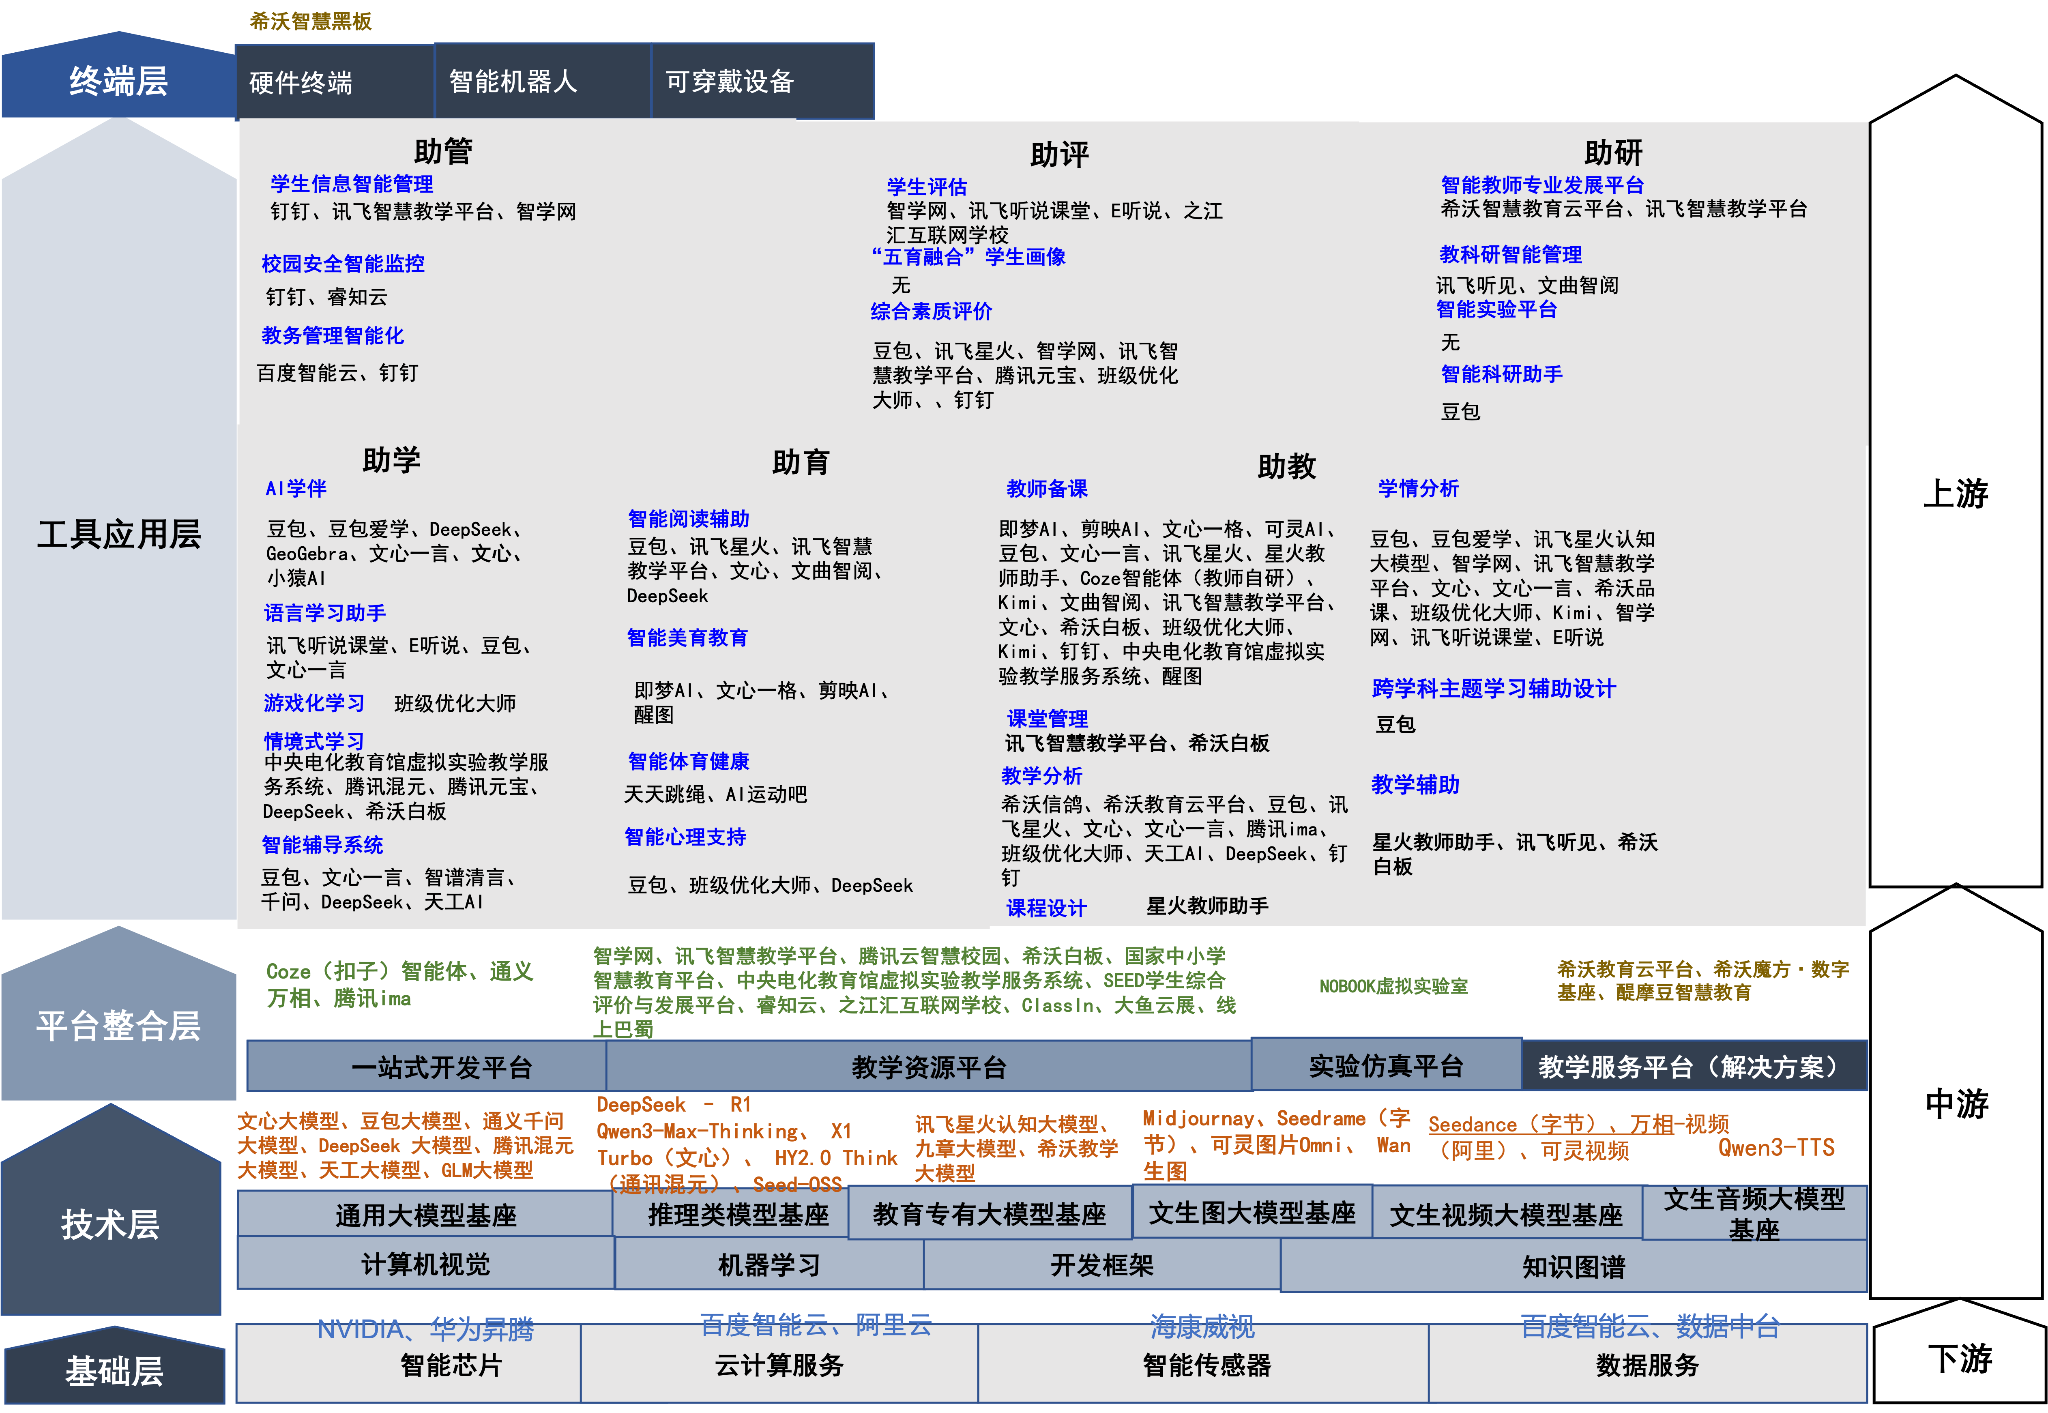 希沃智慧黑板
终端层
硬件终端
智能机器人
可穿戴设备
工具应用层
助管
学生信息智能管理
钉钉、讯飞智慧教学平台、智学网
校园安全智能监控
钉钉、睿知云
教务管理智能化
百度智能云、钉钉
助评
学生评估
智学网、讯飞听说课堂、E听说、之江
汇互联网学校
“五育融合”学生画像
无
综合素质评价
豆包、讯飞星火、智学网、讯飞智
慧教学平台、腾讯元宝、班级优化
大师、、钉钉
助研
智能教师专业发展平台
希沃智慧教育云平台、讯飞智慧教学平台
教科研智能管理
讯飞听见、文曲智阅
智能实验平台
无
智能科研助手
豆包
助学
AI学伴
豆包、豆包爱学、DeepSeek、
GeoGebra、文心一言、文心、
小猿AI
语言学习助手
讯飞听说课堂、E听说、豆包、
文心一言
游戏化学习
班级优化大师
情境式学习
中央电化教育馆虚拟实验教学服
务系统、腾讯混元、腾讯元宝、
DeepSeek、希沃白板
智能辅导系统
豆包、文心一言、智谱清言、
千问、DeepSeek、天工AI
助育
智能阅读辅助
豆包、讯飞星火、讯飞智慧
教学平台、文心、文曲智阅、
DeepSeek
智能美育教育
即梦AI、文心一格、剪映AI、
醒图
智能体育健康
天天跳绳、AI运动吧
智能心理支持
豆包、班级优化大师、DeepSeek
助教
教师备课
即梦AI、剪映AI、文心一格、可灵AI、
豆包、文心一言、讯飞星火、星火教
师助手、Coze智能体（教师自研）、
Kimi、文曲智阅、讯飞智慧教学平台、
文心、希沃白板、班级优化大师、
Kimi、钉钉、中央电化教育馆虚拟实
验教学服务系统、醒图
课堂管理
讯飞智慧教学平台、希沃白板
教学分析
希沃信鸽、希沃教育云平台、豆包、讯
飞星火、文心、文心一言、腾讯ima、
班级优化大师、天工AI、DeepSeek、钉
钉
课程设计
星火教师助手
学情分析
豆包、豆包爱学、讯飞星火认知
大模型、智学网、讯飞智慧教学
平台、文心、文心一言、希沃品
课、班级优化大师、Kimi、智学
网、讯飞听说课堂、E听说
跨学科主题学习辅助设计
豆包
教学辅助
星火教师助手、讯飞听见、希沃
白板
上游
平台整合层
Coze（扣子）智能体、通义
万相、腾讯ima
智学网、讯飞智慧教学平台、腾讯云智慧校园、希沃白板、国家中小学
智慧教育平台、中央电化教育馆虚拟实验教学服务系统、SEED学生综合
评价与发展平台、睿知云、之江汇互联网学校、ClassIn、大鱼云展、线
上巴蜀
NOBOOK虚拟实验室
希沃教育云平台、希沃魔方·数字
基座、醍摩豆智慧教育
一站式开发平台
教学资源平台
实验仿真平台
教学服务平台（解决方案）
中游
技术层
文心大模型、豆包大模型、通义千问
大模型、DeepSeek 大模型、腾讯混元
大模型、天工大模型、GLM大模型
DeepSeek – R1
Qwen3-Max-Thinking、 X1
Turbo（文心）、 HY2.0 Think
（通讯混元）、Seed-OSS
讯飞星火认知大模型、
九章大模型、希沃教学
大模型
Midjournay、Seedrame（字
节）、可灵图片Omni、 Wan
生图
Seedance（字节）、万相-视频
（阿里）、可灵视频
Qwen3-TTS
通用大模型基座
推理类模型基座
教育专有大模型基座
文生图大模型基座
文生视频大模型基座
文生音频大模型
基座
计算机视觉
机器学习
开发框架
知识图谱
基础层
NVIDIA、华为昇腾
百度智能云、阿里云
海康威视
百度智能云、数据中台
智能芯片
云计算服务
智能传感器
数据服务
下游